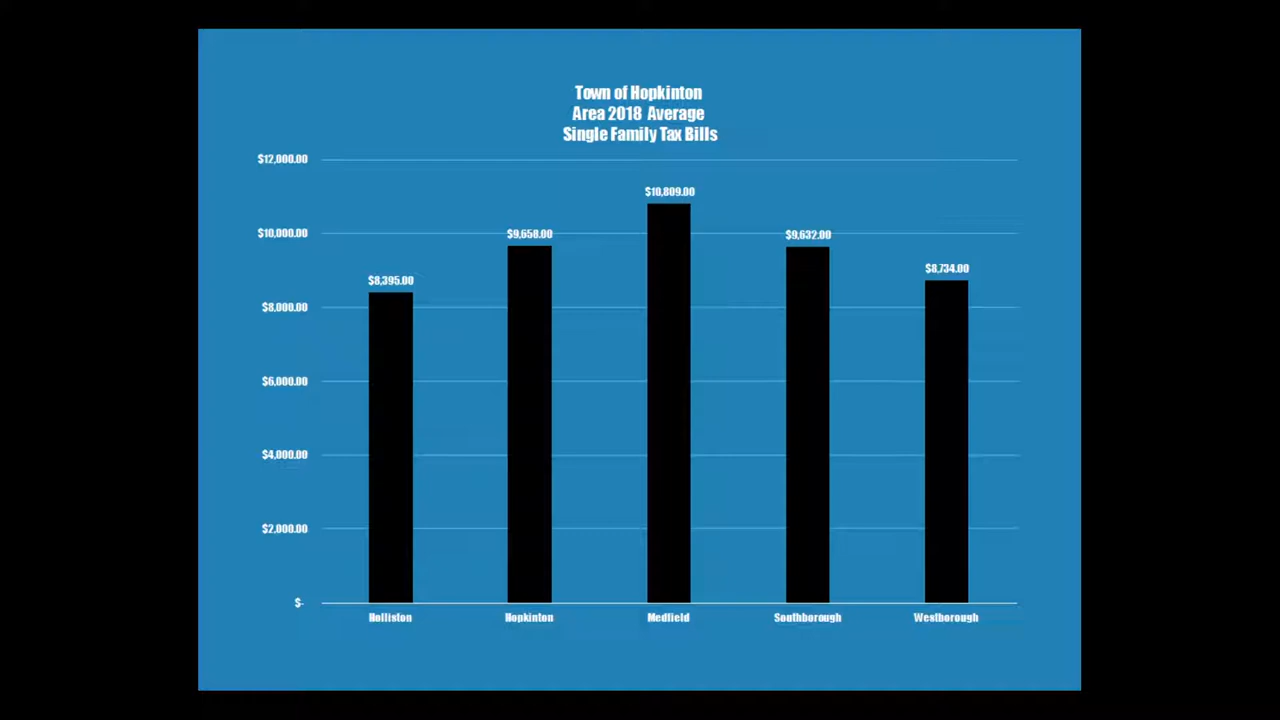 Town of Hopkinton
Area 2018 Average
Single Family Tax Bills
$12,000.00
$10,000.00
$8,000.00
$6,000.00
$4,000.00
$2,000.00
$-
$8,395.00
$9,658.00
$10,809.00
$9,632.00
$8,734.00
Holliston
Hopkinton
Medfield
Southborough
Westborough